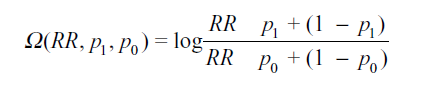 Ω(RR, p₁, p₀) = log RR p₁ + (1 − p₁)
RR p₀ + (1 − p₀)